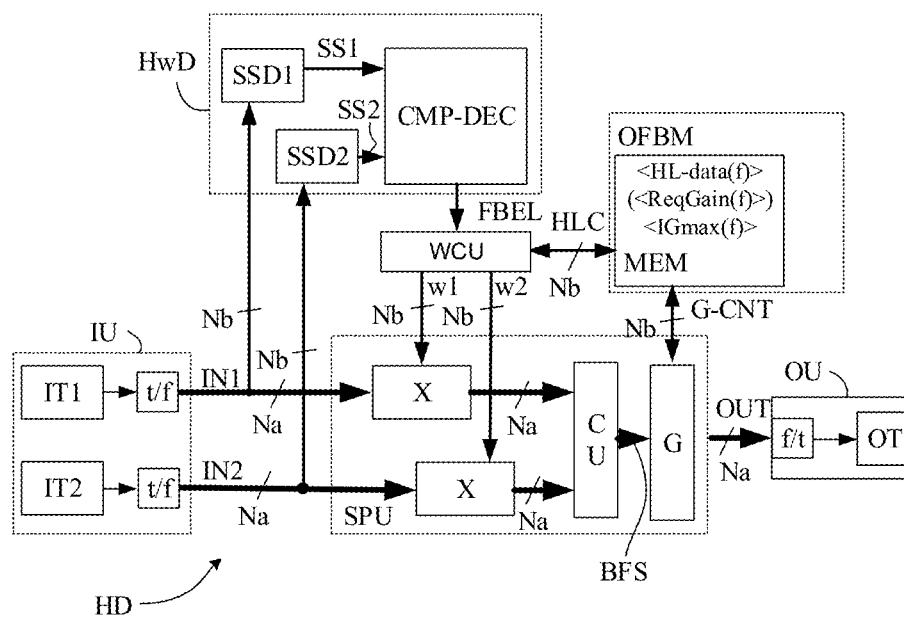 HwD
SSD1
SS1
SS2
SSD2
CMP-DEC
OFBM
<HL-data(f)>
(<ReqGain(f)>)
<IGmax(f)>
MEM
FBEL
HLC
WCU
Nb
w1
w2
Nb
Nb
Nb
Nb
G-CNT
Nb
IU
IT1
t/f
IN1
Na
X
Na
C
U
G
OUT
Na
OU
f/t
OT
IT2
t/f
IN2
Na
SPU
X
Na
BFS
HD